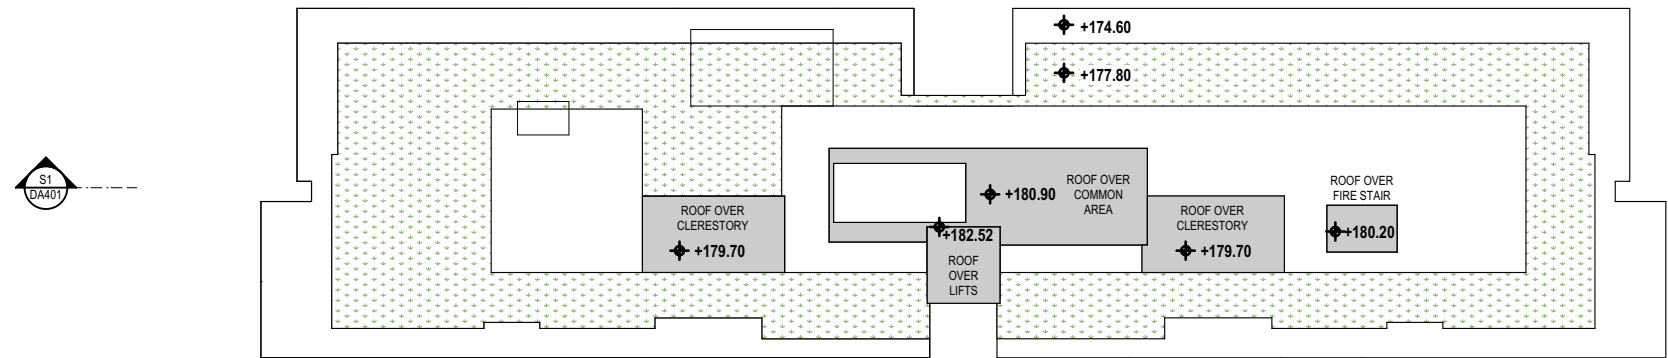 +174.60
+177.80
S1
DA401
ROOF OVER
COMMON
AREA
+180.90
ROOF OVER
FIRE STAIR
+180.20
ROOF OVER
CLERESTORY
+179.70
+182.52
ROOF
OVER
LIFTS
ROOF OVER
CLERESTORY
+179.70